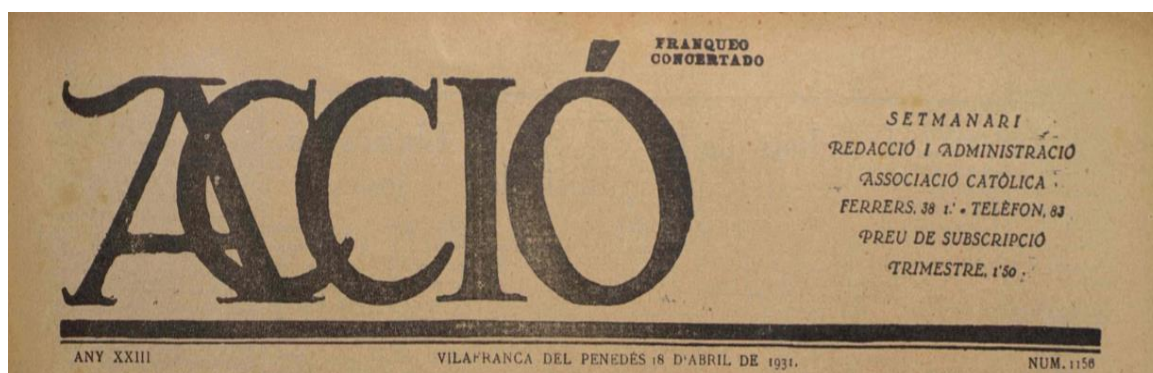 FRANQUEO
CONCERTADO
ACCIÓ
SETMANARI
REDACCIÓ I ADMINISTRACIÓ
ASSOCIACIÓ CATÒLICA
FERRERS, 38 1.ʳ • TELÈFON, 83
PREU DE SUBSCRIPCIÓ
TRIMESTRE, 1'50
ANY XXIII
VILAFRANCA DEL PENEDÈS 18 D'ABRIL DE 1931.
NUM. 1156